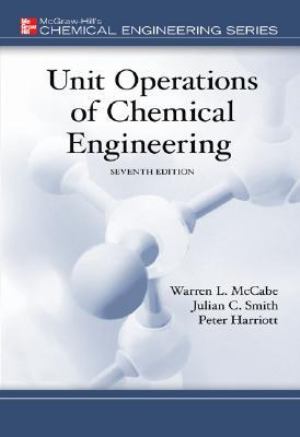 McGraw-Hill's
CHEMICAL ENGINEERING SERIES
Unit Operations
of Chemical
Engineering
SEVENTH EDITION
Warren L. McCabe
Julian C. Smith
Peter Harriott